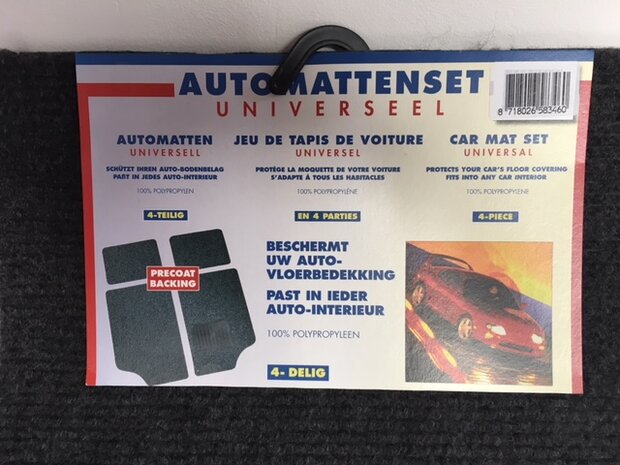 AUTOMATTENSET
UNIVERSEEL
8 718026 583460
AUTOMATTEN
UNIVERSELL
SCHÜTZT IHREN AUTO-BODENBELAG
PAßT IN JEDES AUTO-INTERIEUR
100% POLYPROPYLEN
4-TEILIG
JEU DE TAPIS DE VOITURE
UNIVERSEL
PROTÈGE LA MOQUETTE DE VOTRE VOITURE
S'ADAPTE À TOUS LES HABITACLES
100% POLYPROPYLÈNE
EN 4 PARTIES
CAR MAT SET
UNIVERSAL
PROTECTS YOUR CAR'S FLOOR COVERING
FITS INTO ANY CAR INTERIOR
100% POLYPROPYLENE
4-PIECE
PRECOAT
BACKING
BESCHERMT
UW AUTO-
VLOERBEDEKKING
PAST IN IEDER
AUTO-INTERIEUR
100% POLYPROPYLEEN
4- DELIG